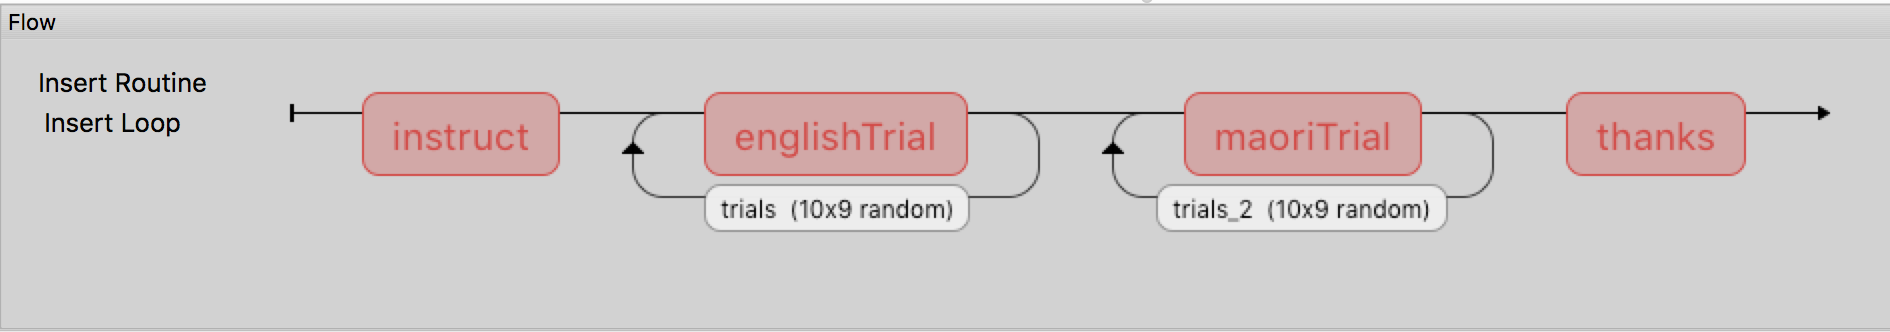 Flow
Insert Routine
Insert Loop
instruct
englishTrial
maoriTrial
thanks
trials (10x9 random)
trials_2 (10x9 random)